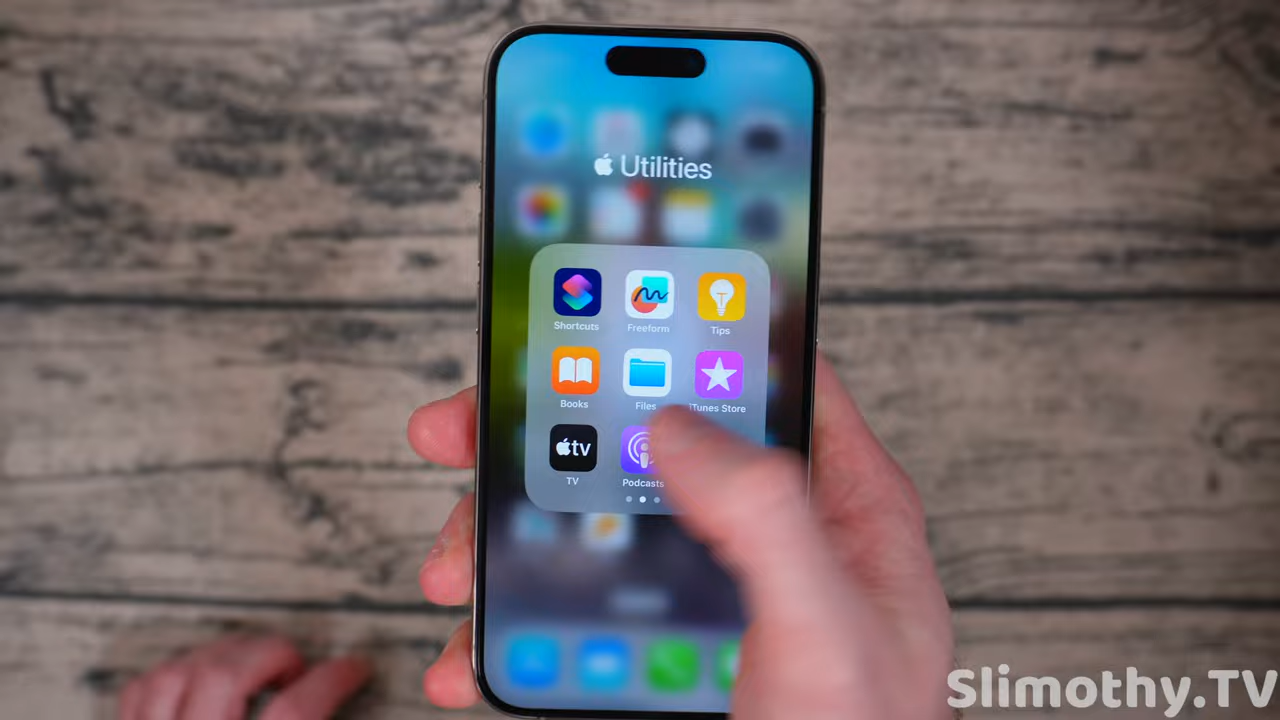 Utilities
Shortcuts Freeform Tips
Books Files iTunes Store
tv
TV Podcasts
Slimothy.TV